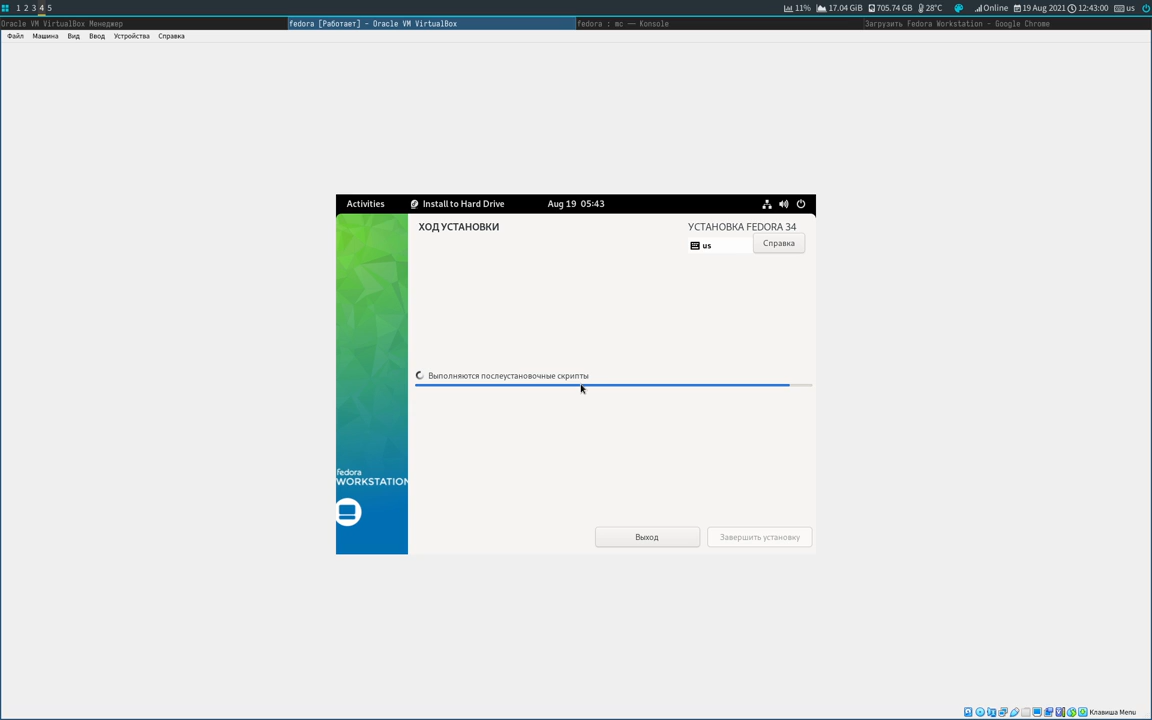 1 2 3 4 5
11% 17.04 GiB 705.74 GB 28°C Online 19 Aug 2021 12:43:00 us
Oracle VM VirtualBox Менеджер
fedora [Работает] - Oracle VM VirtualBox
fedora : mc — Konsole
Загрузить Fedora Workstation - Google Chrome
Файл Машина Вид Ввод Устройства Справка
Activities Install to Hard Drive Aug 19 05:43
ХОД УСТАНОВКИ
УСТАНОВКА FEDORA 34
us
Справка
Выполняются послеустановочные скрипты
fedora
WORKSTATION
Выход
Завершить установку
Клавиша Menu